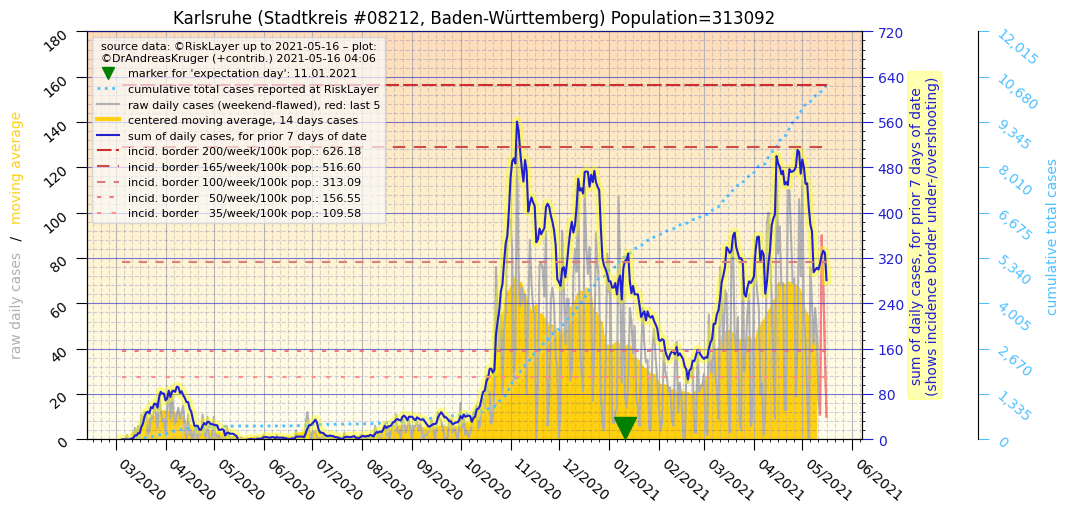 Karlsruhe (Stadtkreis #08212, Baden-Württemberg) Population=313092
source data: ©RiskLayer up to 2021-05-16 – plot:
©DrAndreasKruger (+contrib.) 2021-05-16 04:06
marker for 'expectation day': 11.01.2021
cumulative total cases reported at RiskLayer
raw daily cases (weekend-flawed), red: last 5
centered moving average, 14 days cases
sum of daily cases, for prior 7 days of date
incid. border 200/week/100k pop.: 626.18
incid. border 165/week/100k pop.: 516.60
incid. border 100/week/100k pop.: 313.09
incid. border   50/week/100k pop.: 156.55
incid. border   35/week/100k pop.: 109.58
raw daily cases  /  moving average
180
160
140
120
100
80
60
40
20
0
720
640
560
480
400
320
240
160
80
0
sum of daily cases, for prior 7 days of date
(shows incidence border under-/overshooting)
12,015
10,680
9,345
8,010
6,675
5,340
4,005
2,670
1,335
0
cumulative total cases
03/2020
04/2020
05/2020
06/2020
07/2020
08/2020
09/2020
10/2020
11/2020
12/2020
01/2021
02/2021
03/2021
04/2021
05/2021
06/2021